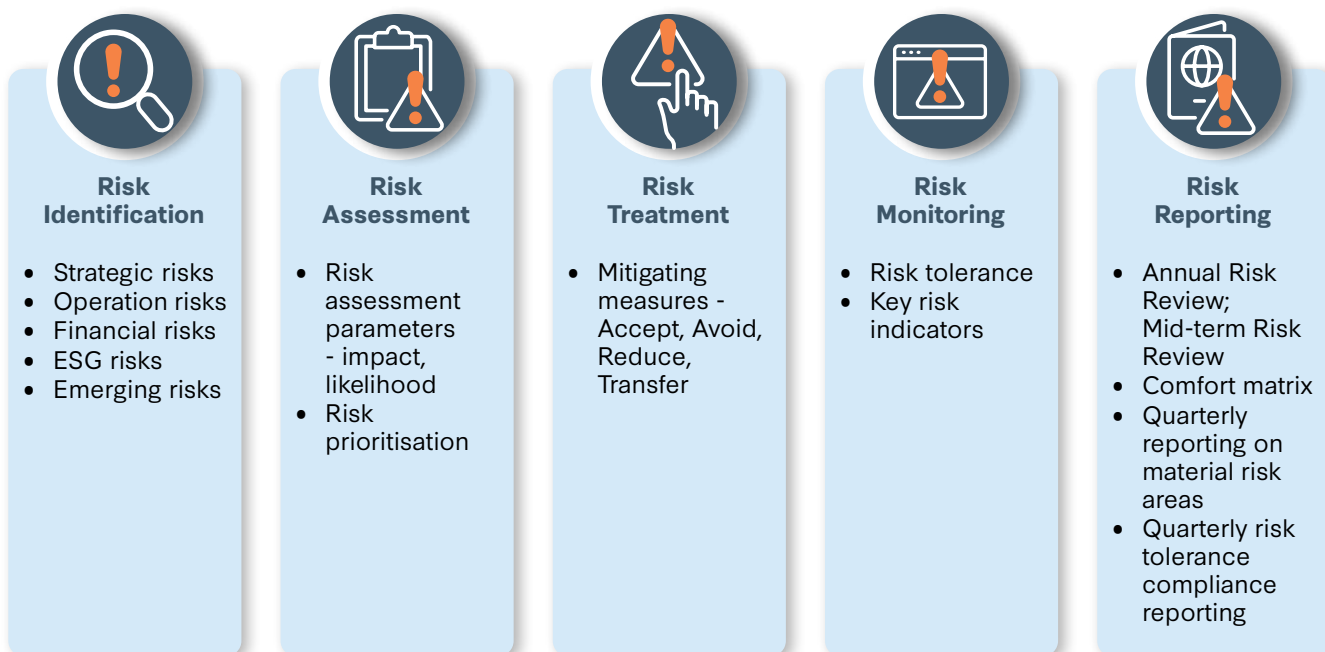 Risk
Identification
• Strategic risks
• Operation risks
• Financial risks
• ESG risks
• Emerging risks
Risk
Assessment
• Risk
assessment
parameters
- impact,
likelihood
• Risk
prioritisation
Risk
Treatment
• Mitigating
measures -
Accept, Avoid,
Reduce,
Transfer
Risk
Monitoring
• Risk tolerance
• Key risk
indicators
Risk
Reporting
• Annual Risk
Review;
Mid-term Risk
Review
• Comfort matrix
• Quarterly
reporting on
material risk
areas
• Quarterly risk
tolerance
compliance
reporting